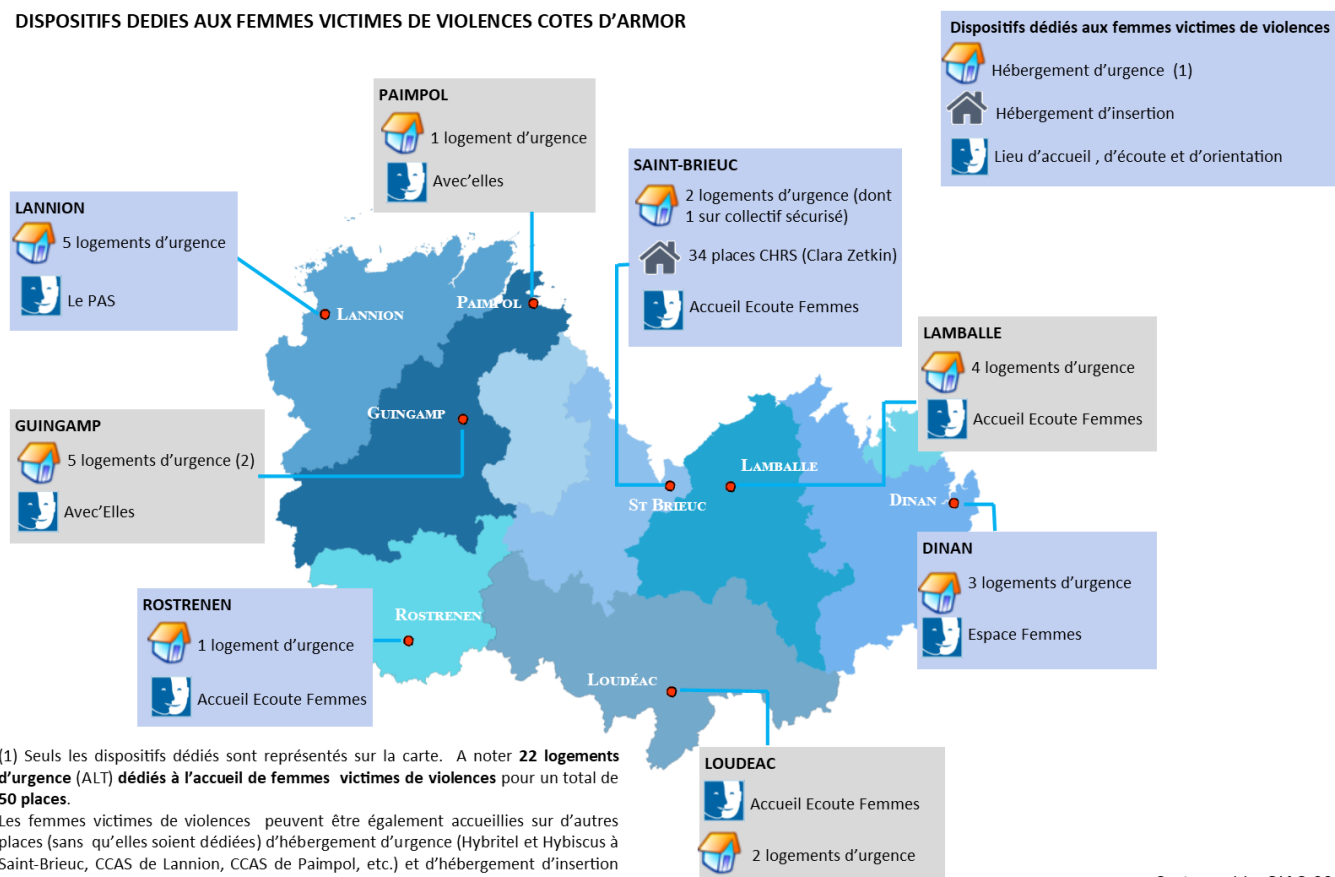 DISPOSITIFS DEDIES AUX FEMMES VICTIMES DE VIOLENCES COTES D'ARMOR
Dispositifs dédiés aux femmes victimes de violences
Hébergement d'urgence (1)
Hébergement d'insertion
Lieu d'accueil , d'écoute et d'orientation
PAIMPOL
1 logement d'urgence
Avec'elles
SAINT-BRIEUC
2 logements d'urgence (dont
1 sur collectif sécurisé)
34 places CHRS (Clara Zetkin)
Accueil Ecoute Femmes
LANNION
5 logements d'urgence
Le PAS
LAMBALLE
4 logements d'urgence
Accueil Ecoute Femmes
GUINGAMP
5 logements d'urgence (2)
Avec'Elles
DINAN
3 logements d'urgence
Espace Femmes
ROSTRENEN
1 logement d'urgence
Accueil Ecoute Femmes
LOUDEAC
Accueil Ecoute Femmes
2 logements d'urgence
LANNION
PAIMPOL
GUINGAMP
ST BRIEUC
LAMBALLE
DINAN
ROSTRENEN
LOUDÉAC
(1) Seuls les dispositifs dédiés sont représentés sur la carte. A noter 22 logements
d'urgence (ALT) dédiés à l'accueil de femmes victimes de violences pour un total de
50 places.
Les femmes victimes de violences peuvent être également accueillies sur d'autres
places (sans qu'elles soient dédiées) d'hébergement d'urgence (Hybritel et Hybiscus à
Saint-Brieuc, CCAS de Lannion, CCAS de Paimpol, etc.) et d'hébergement d'insertion